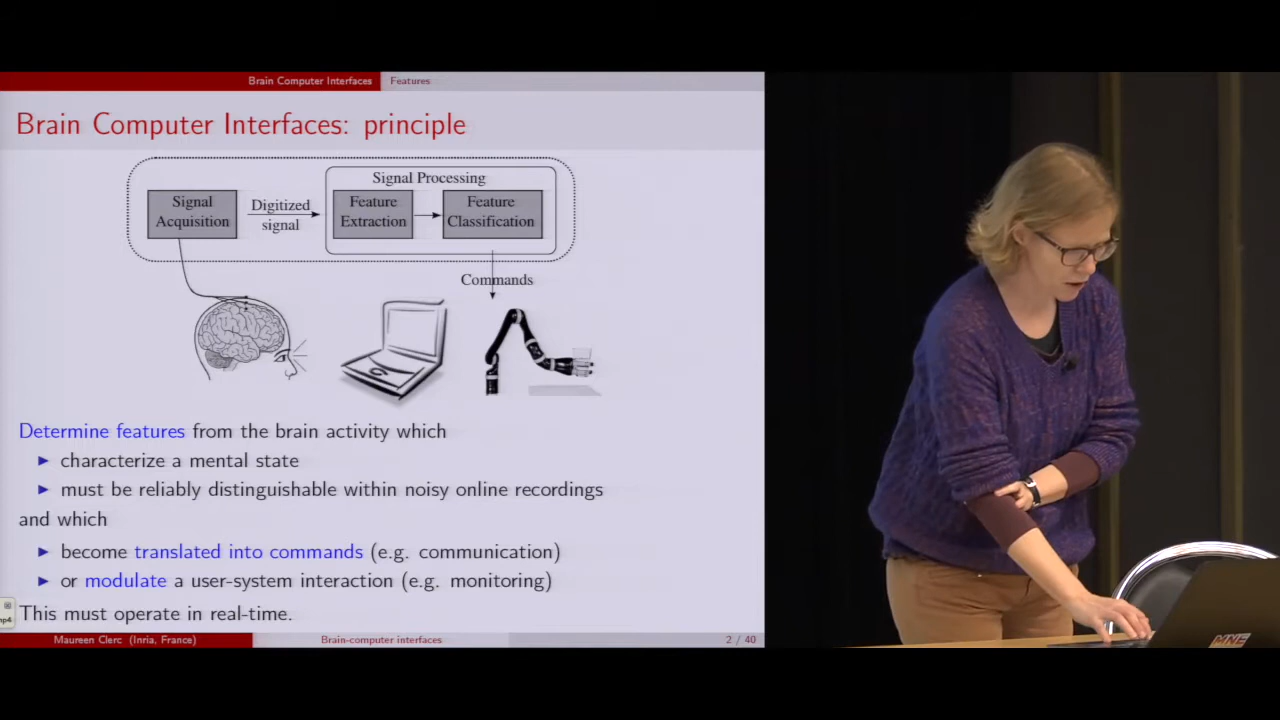 Brain Computer Interfaces
Features
Brain Computer Interfaces: principle
Signal Processing
Signal
Acquisition
Digitized
signal
Feature
Extraction
Feature
Classification
Commands
Determine features from the brain activity which
► characterize a mental state
► must be reliably distinguishable within noisy online recordings
and which
► become translated into commands (e.g. communication)
► or modulate a user-system interaction (e.g. monitoring)
mp4
This must operate in real-time.
Maureen Clerc (Inria, France)
Brain-computer interfaces
2 / 40
MNE